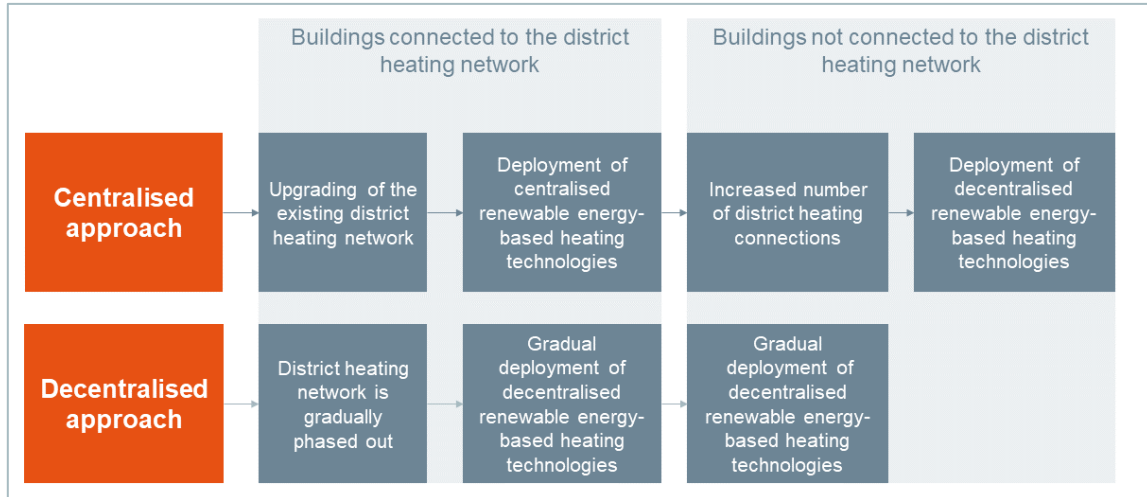 Buildings connected to the district
heating network
Buildings not connected to the district
heating network
Centralised
approach
Upgrading of the
existing district
heating network
Deployment of
centralised
renewable energy-
based heating
technologies
Increased number
of district heating
connections
Deployment of
decentralised
renewable energy-
based heating
technologies
Decentralised
approach
District heating
network is
gradually
phased out
Gradual
deployment of
decentralised
renewable energy-
based heating
technologies
Gradual
deployment of
decentralised
renewable energy-
based heating
technologies